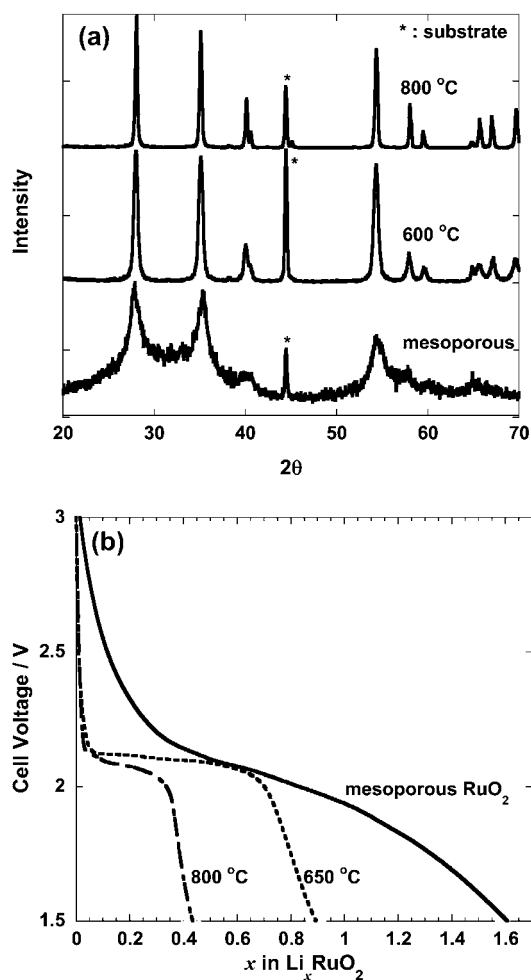 (a)
* : substrate
*
800 °C
*
600 °C
*
mesoporous
Intensity
20 30 40 50 60 70
2θ
(b)
3
2.5
2
1.5
Cell Voltage / V
mesoporous RuO₂
800 °C
650 °C
0 0.2 0.4 0.6 0.8 1 1.2 1.4 1.6
x in LiₓRuO₂